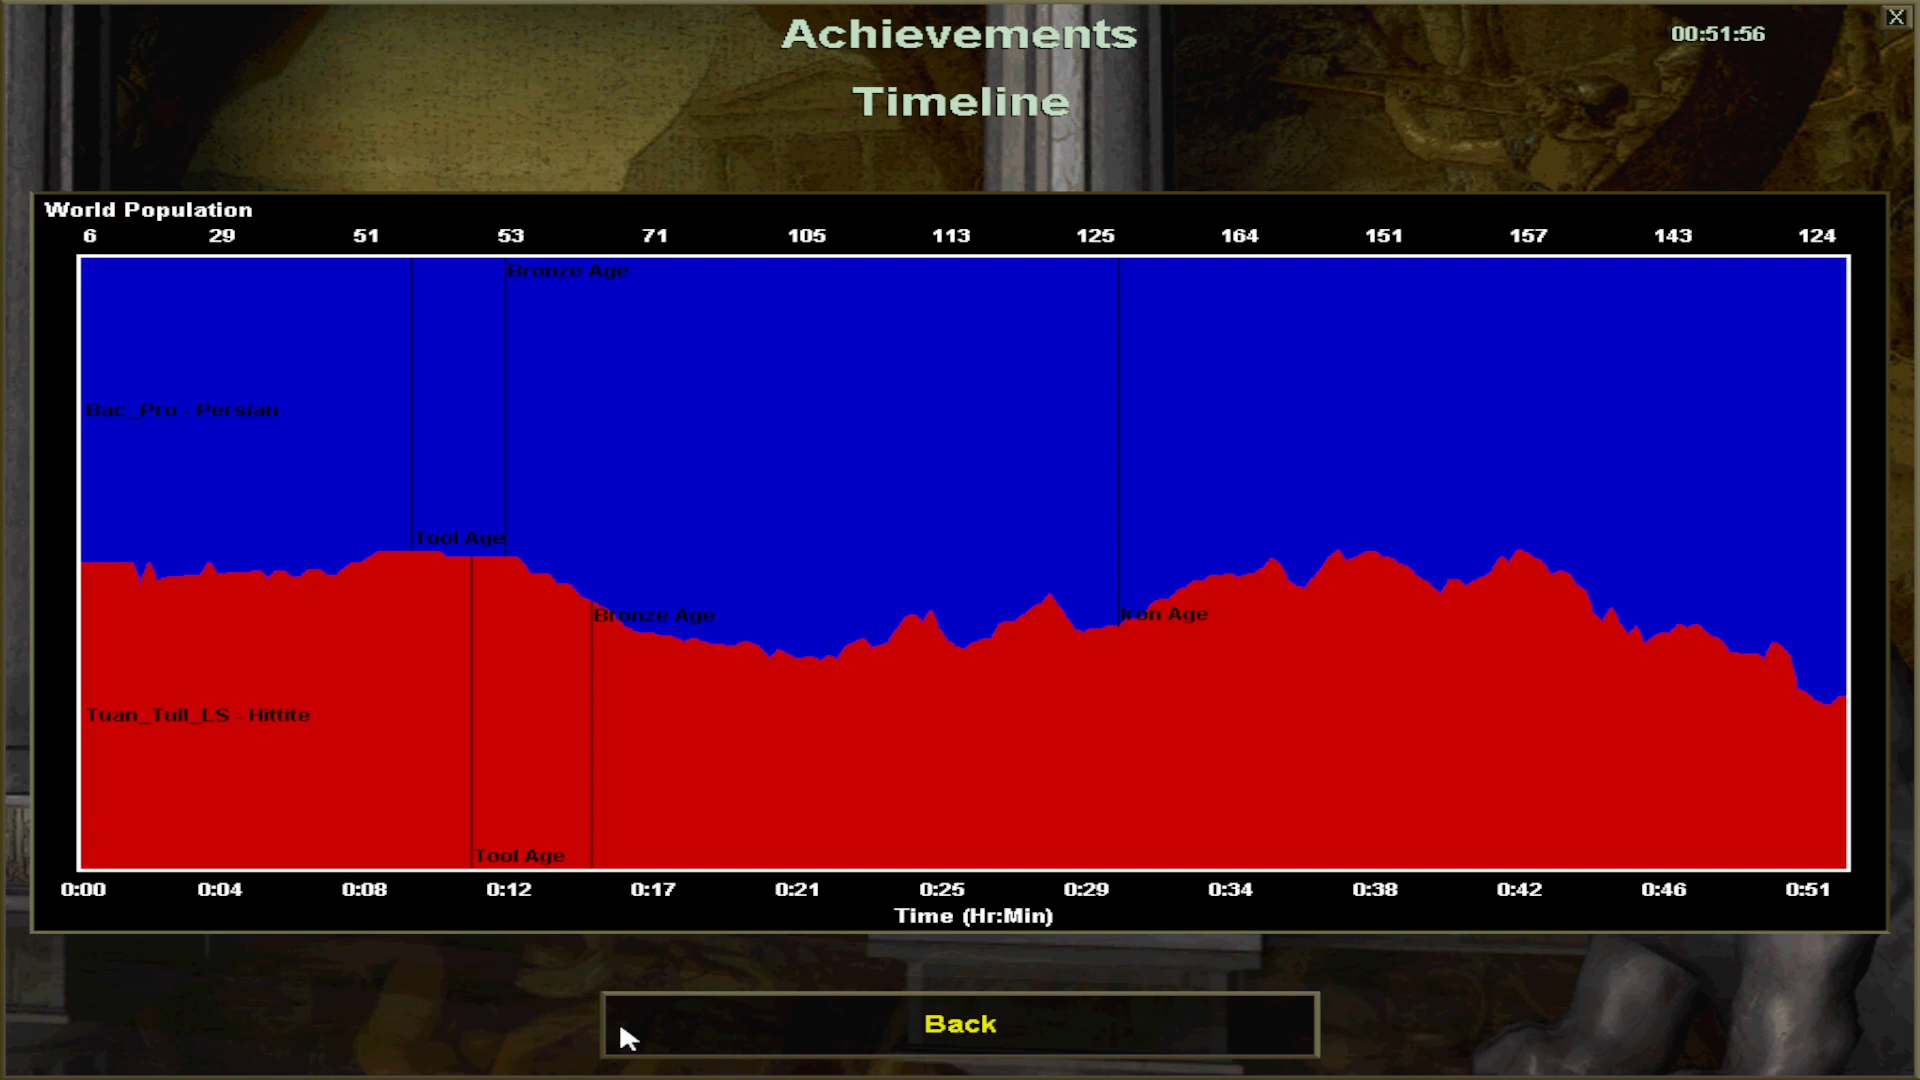 Achievements
00:51:56
Timeline
World Population
6 29 51 53 71 105 113 125 164 151 157 143 124
Bronze Age
Bac_Pro - Persian
Tool Age
Bronze Age
Iron Age
Tuan_Tull_LS - Hittite
Tool Age
0:00 0:04 0:08 0:12 0:17 0:21 0:25 0:29 0:34 0:38 0:42 0:46 0:51
Time (Hr:Min)
Back